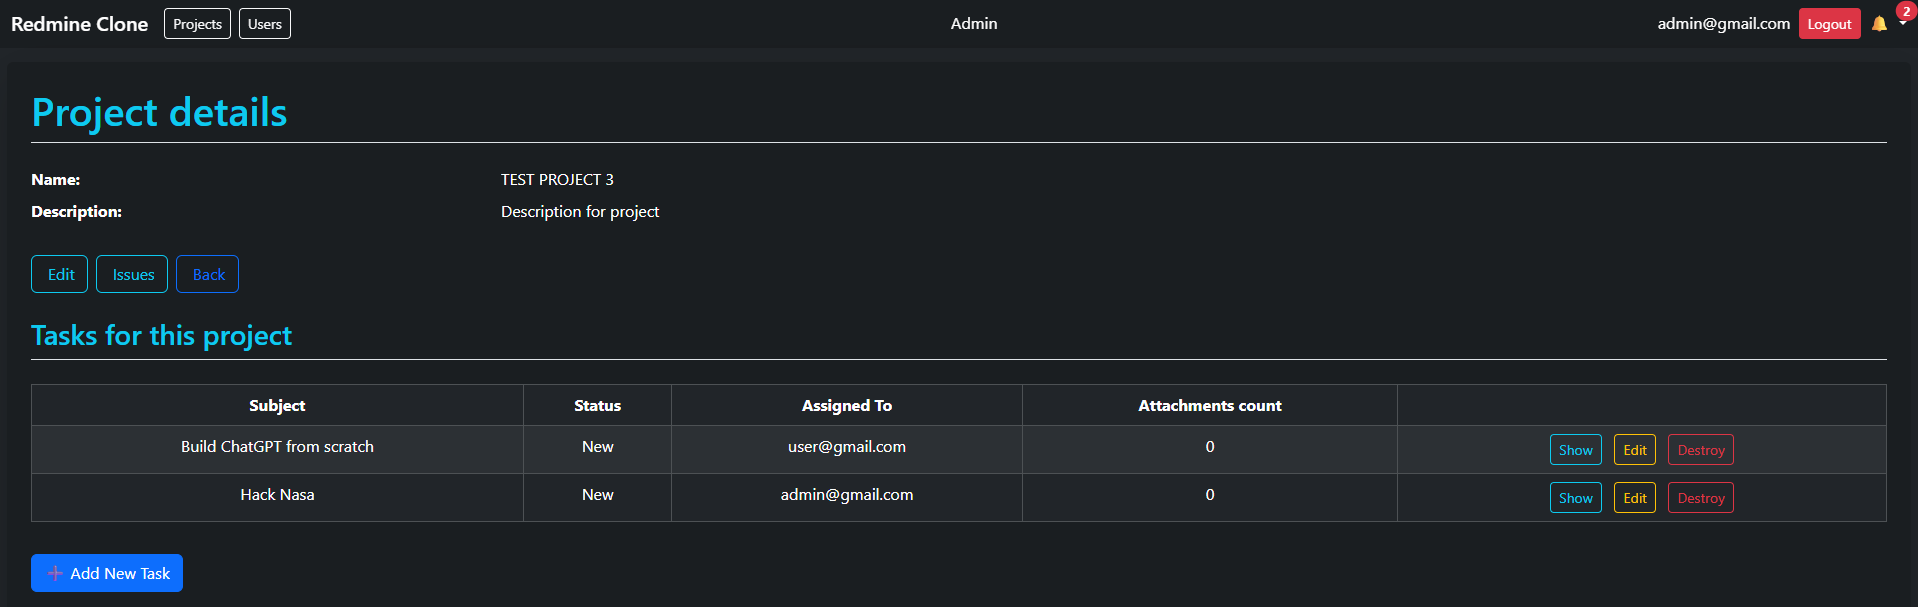 Redmine Clone Projects Users Admin admin@gmail.com Logout 2
Project details
Name: TEST PROJECT 3
Description: Description for project
Edit Issues Back
Tasks for this project
Subject Status Assigned To Attachments count
Build ChatGPT from scratch New user@gmail.com 0 Show Edit Destroy
Hack Nasa New admin@gmail.com 0 Show Edit Destroy
Add New Task